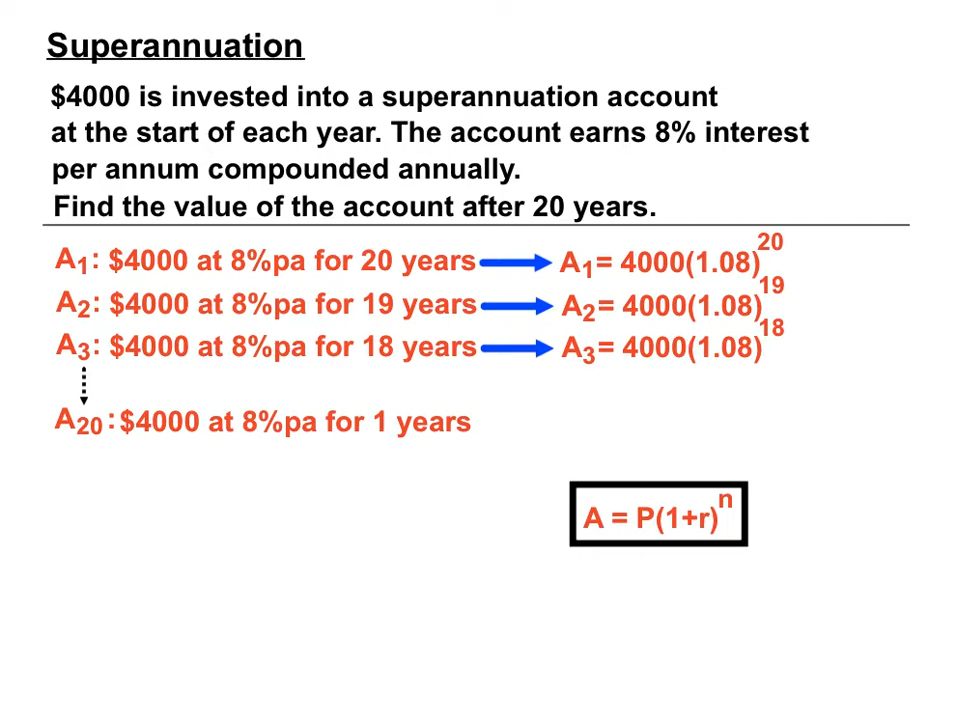 Superannuation
$4000 is invested into a superannuation account
at the start of each year. The account earns 8% interest
per annum compounded annually.
Find the value of the account after 20 years.
A₁: $4000 at 8%pa for 20 years A₁= 4000(1.08)²⁰
A₂: $4000 at 8%pa for 19 years A₂= 4000(1.08)¹⁹
A₃: $4000 at 8%pa for 18 years A₃= 4000(1.08)¹⁸
A₂₀: $4000 at 8%pa for 1 years
A = P(1+r)ⁿ